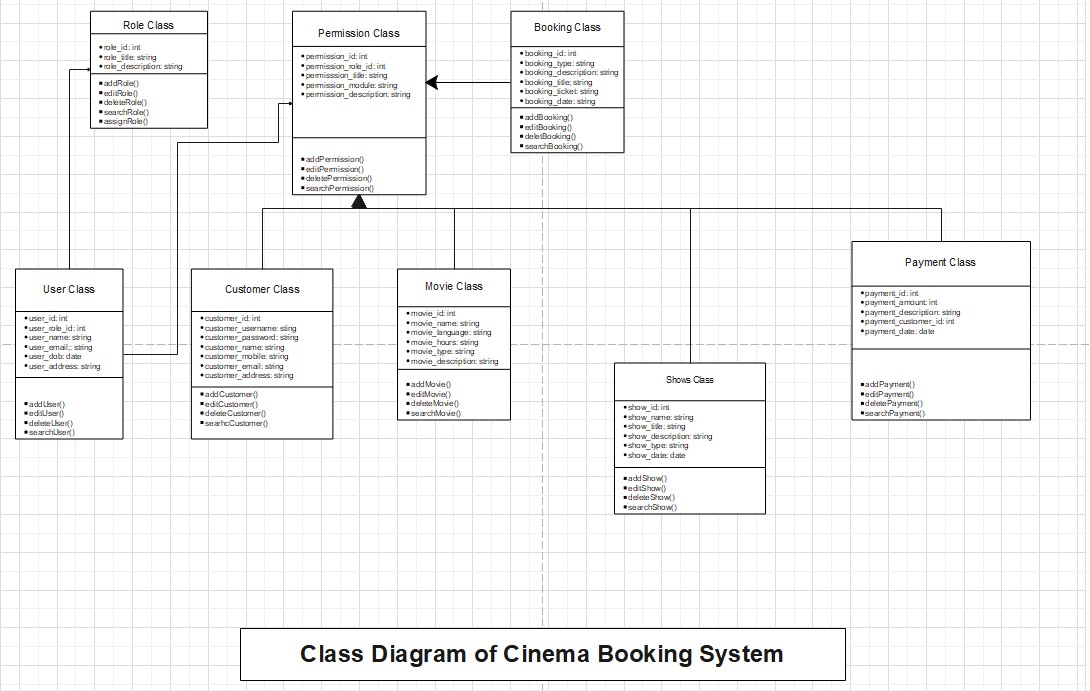 Role Class
• role_id: int
• role_title: string
• role_description: string
▪ addRole()
▪ editRole()
▪ deleteRole()
▪ searchRole()
▪ assignRole()
Permission Class
• permission_id: int
• permission_role_id: int
• permisssion_title: string
• permission_module: string
• permission_description: string
▪ addPermission()
▪ editPermission()
▪ deletePermission()
▪ searchPermission()
Booking Class
• booking_id: int
• booking_type: string
• booking_description: string
• booking_title: string
• booking_ticket: string
• booking_date: string
▪ addBooking()
▪ editBooking()
▪ deletBooking()
▪ searchBooking()
User Class
• user_id: int
• user_role_id: int
• user_name: string
• user_email;: string
• user_dob: date
• user_address: string
▪ addUser()
▪ editUser()
▪ deleteUser()
▪ searchUser()
Customer Class
• customer_id: int
• customer_username: sting
• customer_password: string
• customer_name: string
• customer_mobile: string
• customer_email: string
• customer_address: string
▪ addCustomer()
▪ editCustomer()
▪ deleteCustomer()
▪ searhcCustomer()
Movie Class
• movie_id: int
• movie_name: string
• movie_language: string
• movie_hours: string
• movie_type: string
• movie_description: string
▪ addMovie()
▪ editMovie()
▪ deleteMovie()
▪ searchMovie()
Shows Class
• show_id: int
• show_name: string
• show_title: string
• show_description: string
• show_type: string
• show_date: date
▪ addShow()
▪ editShow()
▪ deleteShow()
▪ searchShow()
Payment Class
• payment_id: int
• payment_amount: int
• payment_description: string
• payment_customer_id: int
• payment_date: date
▪ addPayment()
▪ editPayment()
▪ deletePayment()
▪ searchPayment()
Class Diagram of Cinema Booking System